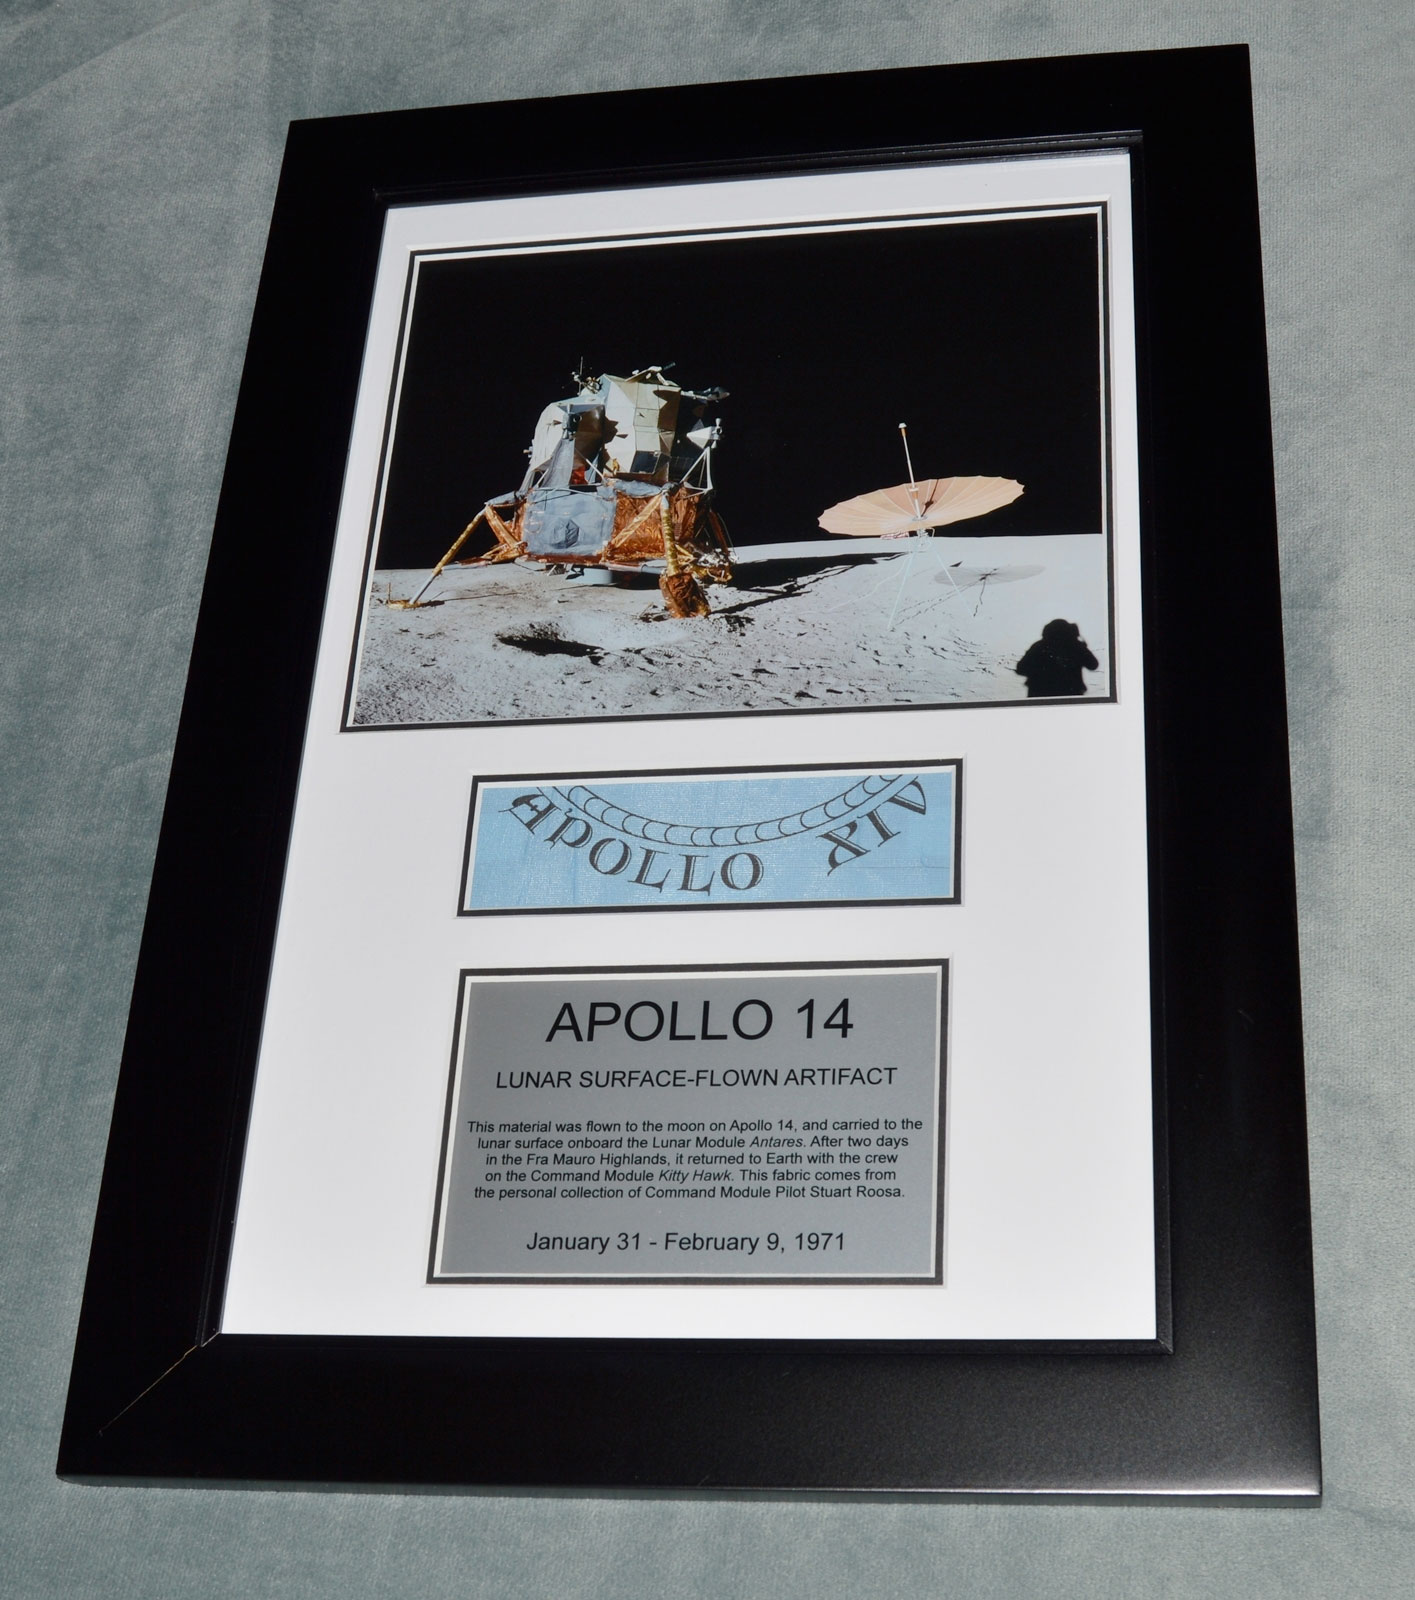 APOLLO XIV
APOLLO 14
LUNAR SURFACE-FLOWN ARTIFACT
This material was flown to the moon on Apollo 14, and carried to the
lunar surface onboard the Lunar Module Antares. After two days
in the Fra Mauro Highlands, it returned to Earth with the crew
on the Command Module Kitty Hawk. This fabric comes from
the personal collection of Command Module Pilot Stuart Roosa.
January 31 - February 9, 1971